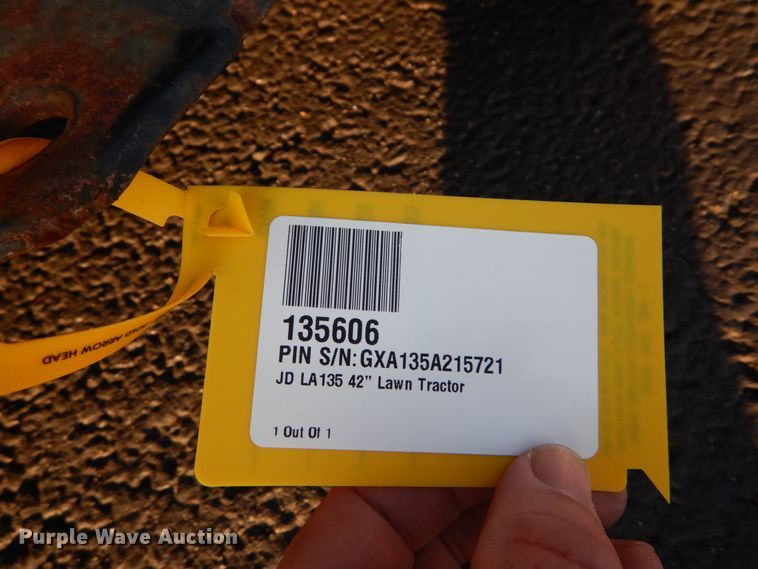 135606
PIN S/N:GXA135A215721
JD LA135 42" Lawn Tractor
1 Out Of 1
ARROW HEAD
Purple Wave Auction